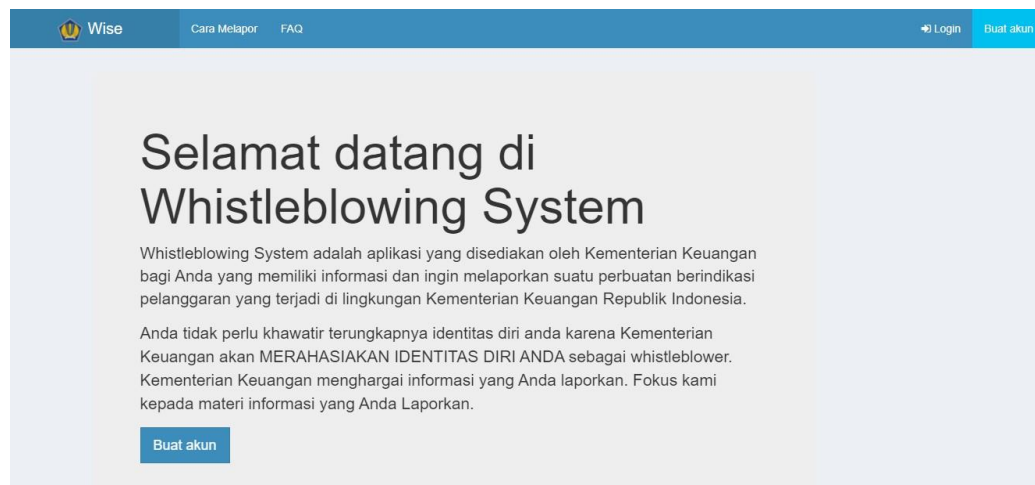 Wise
Cara Melapor
FAQ
Login
Buat akun
Selamat datang di
Whistleblowing System
Whistleblowing System adalah aplikasi yang disediakan oleh Kementerian Keuangan
bagi Anda yang memiliki informasi dan ingin melaporkan suatu perbuatan berindikasi
pelanggaran yang terjadi di lingkungan Kementerian Keuangan Republik Indonesia.
Anda tidak perlu khawatir terungkapnya identitas diri anda karena Kementerian
Keuangan akan MERAHASIAKAN IDENTITAS DIRI ANDA sebagai whistleblower.
Kementerian Keuangan menghargai informasi yang Anda laporkan. Fokus kami
kepada materi informasi yang Anda Laporkan.
Buat akun